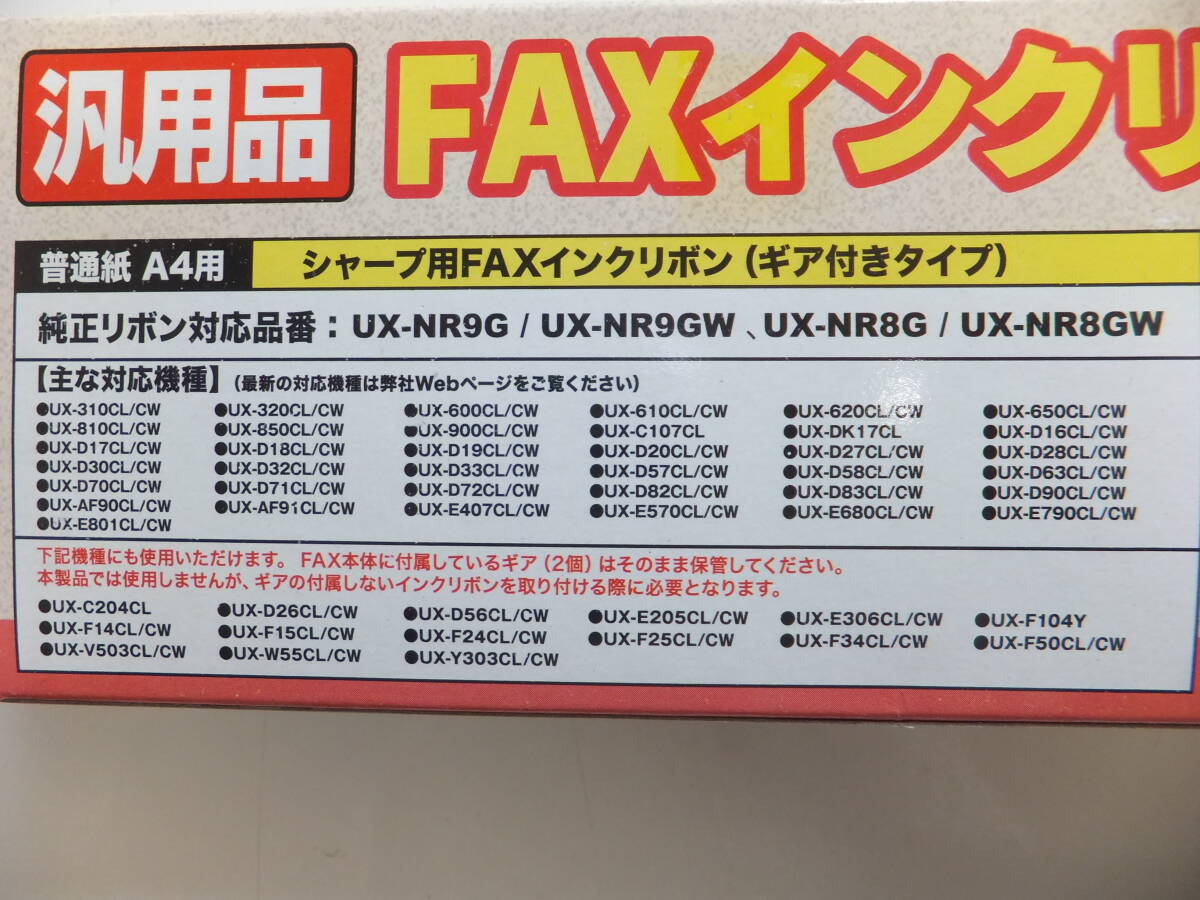 汎用品 FAXインクリ
普通紙 A4用 シャープ用FAXインクリボン（ギア付きタイプ）
純正リボン対応品番：UX-NR9G / UX-NR9GW 、UX-NR8G / UX-NR8GW
【主な対応機種】（最新の対応機種は弊社Webページをご覧ください）
●UX-310CL/CW ●UX-320CL/CW ●UX-600CL/CW ●UX-610CL/CW ●UX-620CL/CW ●UX-650CL/CW
●UX-810CL/CW ●UX-850CL/CW ●UX-900CL/CW ●UX-C107CL ●UX-DK17CL ●UX-D16CL/CW
●UX-D17CL/CW ●UX-D18CL/CW ●UX-D19CL/CW ●UX-D20CL/CW ●UX-D27CL/CW ●UX-D28CL/CW
●UX-D30CL/CW ●UX-D32CL/CW ●UX-D33CL/CW ●UX-D57CL/CW ●UX-D58CL/CW ●UX-D63CL/CW
●UX-D70CL/CW ●UX-D71CL/CW ●UX-D72CL/CW ●UX-D82CL/CW ●UX-D83CL/CW ●UX-D90CL/CW
●UX-AF90CL/CW ●UX-AF91CL/CW ●UX-E407CL/CW ●UX-E570CL/CW ●UX-E680CL/CW ●UX-E790CL/CW
●UX-E801CL/CW
下記機種にも使用いただけます。 FAX本体に付属しているギア（2個）はそのまま保管してください。
本製品では使用しませんが、ギアの付属しないインクリボンを取り付ける際に必要となります。
●UX-C204CL ●UX-D26CL/CW ●UX-D56CL/CW ●UX-E205CL/CW ●UX-E306CL/CW ●UX-F104Y
●UX-F14CL/CW ●UX-F15CL/CW ●UX-F24CL/CW ●UX-F25CL/CW ●UX-F34CL/CW ●UX-F50CL/CW
●UX-V503CL/CW ●UX-W55CL/CW ●UX-Y303CL/CW